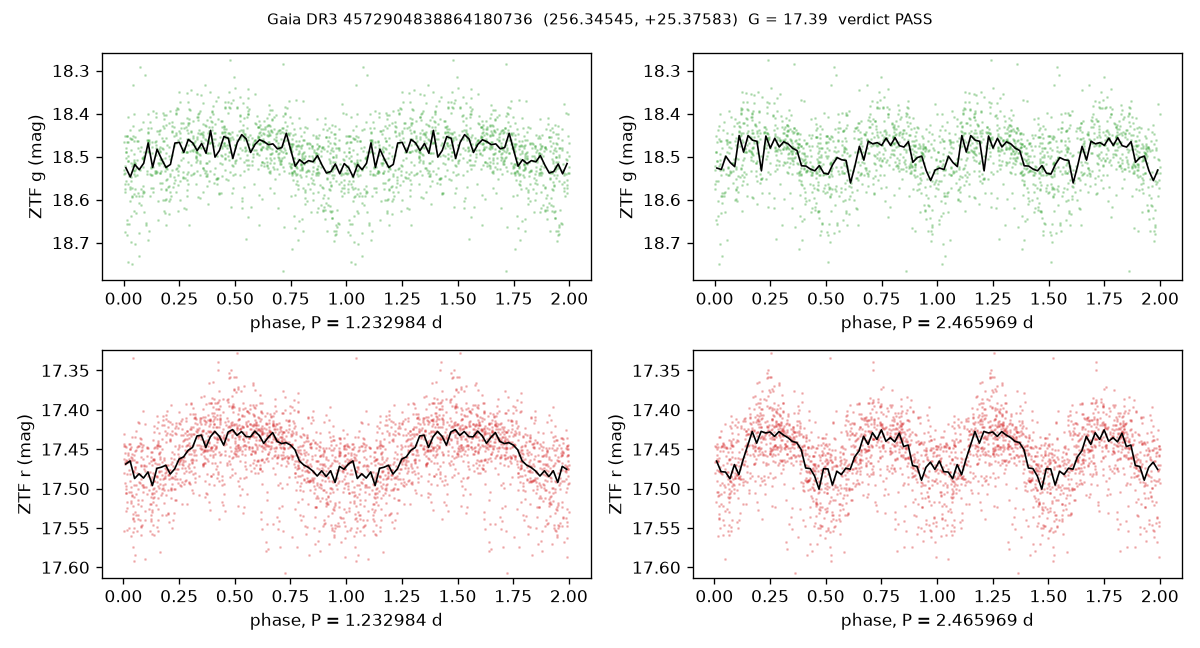 Gaia DR3 4572904838864180736  (256.34545, +25.37583)  G = 17.39  verdict PASS
ZTF g (mag)
18.3
18.4
18.5
18.6
18.7
0.00 0.25 0.50 0.75 1.00 1.25 1.50 1.75 2.00
phase, P = 1.232984 d
ZTF g (mag)
18.3
18.4
18.5
18.6
18.7
0.00 0.25 0.50 0.75 1.00 1.25 1.50 1.75 2.00
phase, P = 2.465969 d
ZTF r (mag)
17.35
17.40
17.45
17.50
17.55
17.60
0.00 0.25 0.50 0.75 1.00 1.25 1.50 1.75 2.00
phase, P = 1.232984 d
ZTF r (mag)
17.35
17.40
17.45
17.50
17.55
17.60
0.00 0.25 0.50 0.75 1.00 1.25 1.50 1.75 2.00
phase, P = 2.465969 d